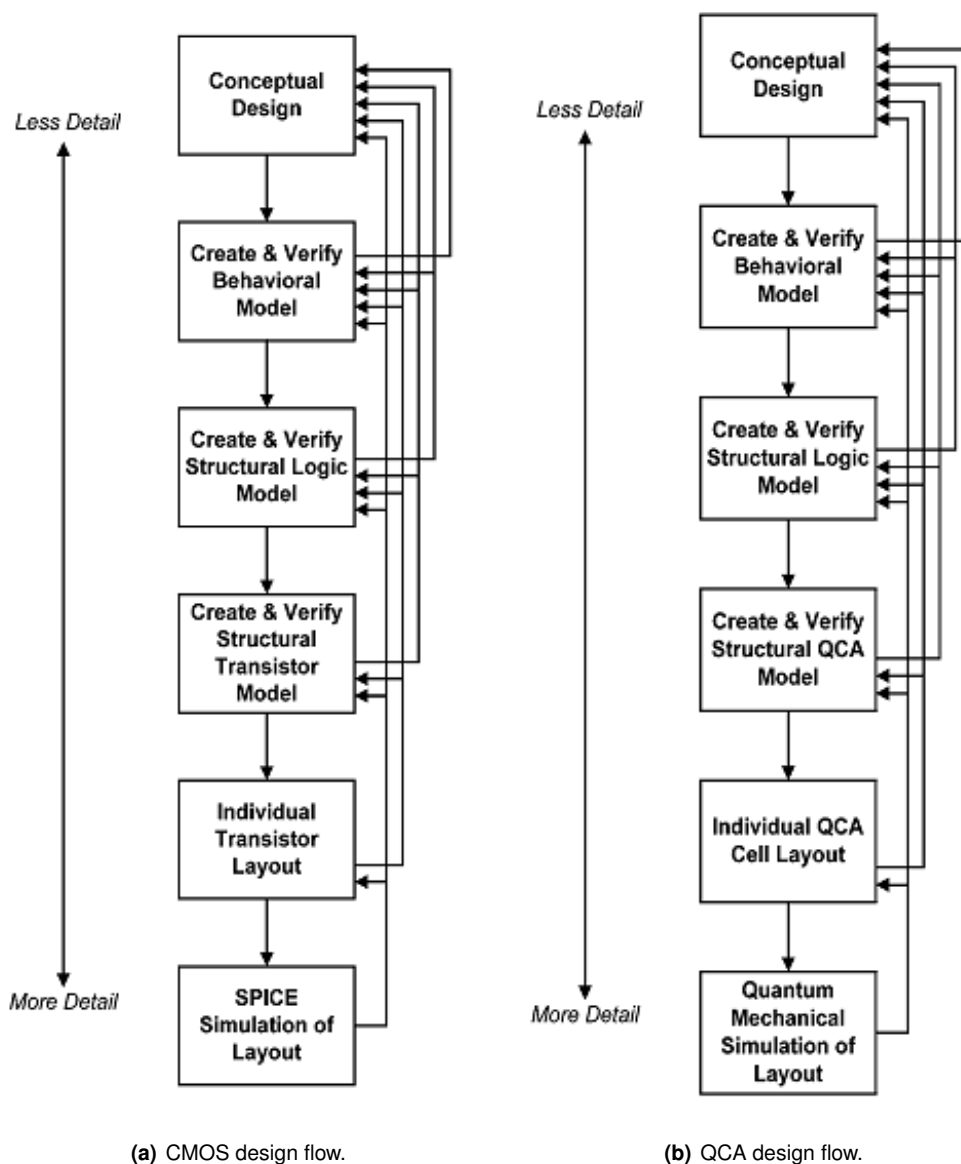 Conceptual
Design
Less Detail
Create & Verify
Behavioral
Model
Create & Verify
Structural Logic
Model
Create & Verify
Structural
Transistor
Model
Individual
Transistor
Layout
More Detail
SPICE
Simulation of
Layout
(a) CMOS design flow.
Conceptual
Design
Less Detail
Create & Verify
Behavioral
Model
Create & Verify
Structural Logic
Model
Create & Verify
Structural QCA
Model
Individual QCA
Cell Layout
More Detail
Quantum
Mechanical
Simulation of
Layout
(b) QCA design flow.